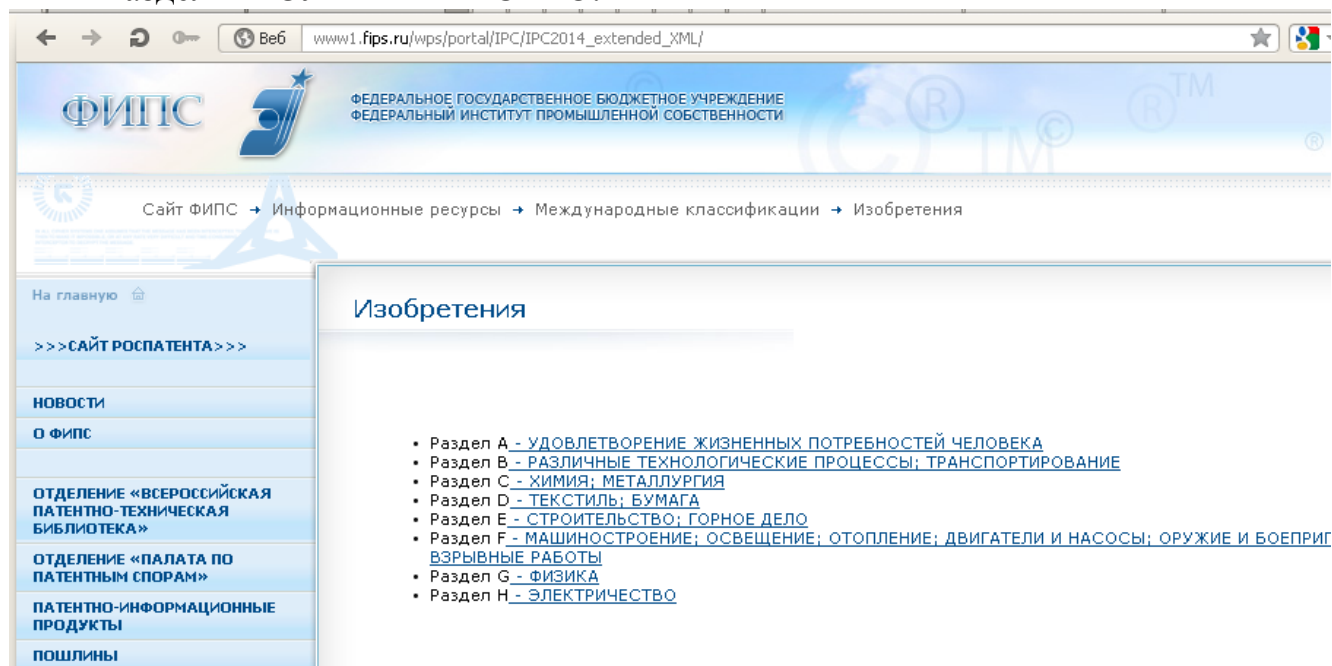 Веб www1.fips.ru/wps/portal/IPC/IPC2014_extended_XML/
ФИПС
ФЕДЕРАЛЬНОЕ ГОСУДАРСТВЕННОЕ БЮДЖЕТНОЕ УЧРЕЖДЕНИЕ
ФЕДЕРАЛЬНЫЙ ИНСТИТУТ ПРОМЫШЛЕННОЙ СОБСТВЕННОСТИ
Сайт ФИПС → Информационные ресурсы → Международные классификации → Изобретения
На главную
Изобретения
>>>САЙТ РОСПАТЕНТА>>>
НОВОСТИ
О ФИПС
ОТДЕЛЕНИЕ «ВСЕРОССИЙСКАЯ
ПАТЕНТНО-ТЕХНИЧЕСКАЯ
БИБЛИОТЕКА»
ОТДЕЛЕНИЕ «ПАЛАТА ПО
ПАТЕНТНЫМ СПОРАМ»
ПАТЕНТНО-ИНФОРМАЦИОННЫЕ
ПРОДУКТЫ
ПОШЛИНЫ
• Раздел A - УДОВЛЕТВОРЕНИЕ ЖИЗНЕННЫХ ПОТРЕБНОСТЕЙ ЧЕЛОВЕКА
• Раздел B - РАЗЛИЧНЫЕ ТЕХНОЛОГИЧЕСКИЕ ПРОЦЕССЫ; ТРАНСПОРТИРОВАНИЕ
• Раздел C - ХИМИЯ; МЕТАЛЛУРГИЯ
• Раздел D - ТЕКСТИЛЬ; БУМАГА
• Раздел E - СТРОИТЕЛЬСТВО; ГОРНОЕ ДЕЛО
• Раздел F - МАШИНОСТРОЕНИЕ; ОСВЕЩЕНИЕ; ОТОПЛЕНИЕ; ДВИГАТЕЛИ И НАСОСЫ; ОРУЖИЕ И
ВЗРЫВНЫЕ РАБОТЫ
• Раздел G - ФИЗИКА
• Раздел H - ЭЛЕКТРИЧЕСТВО